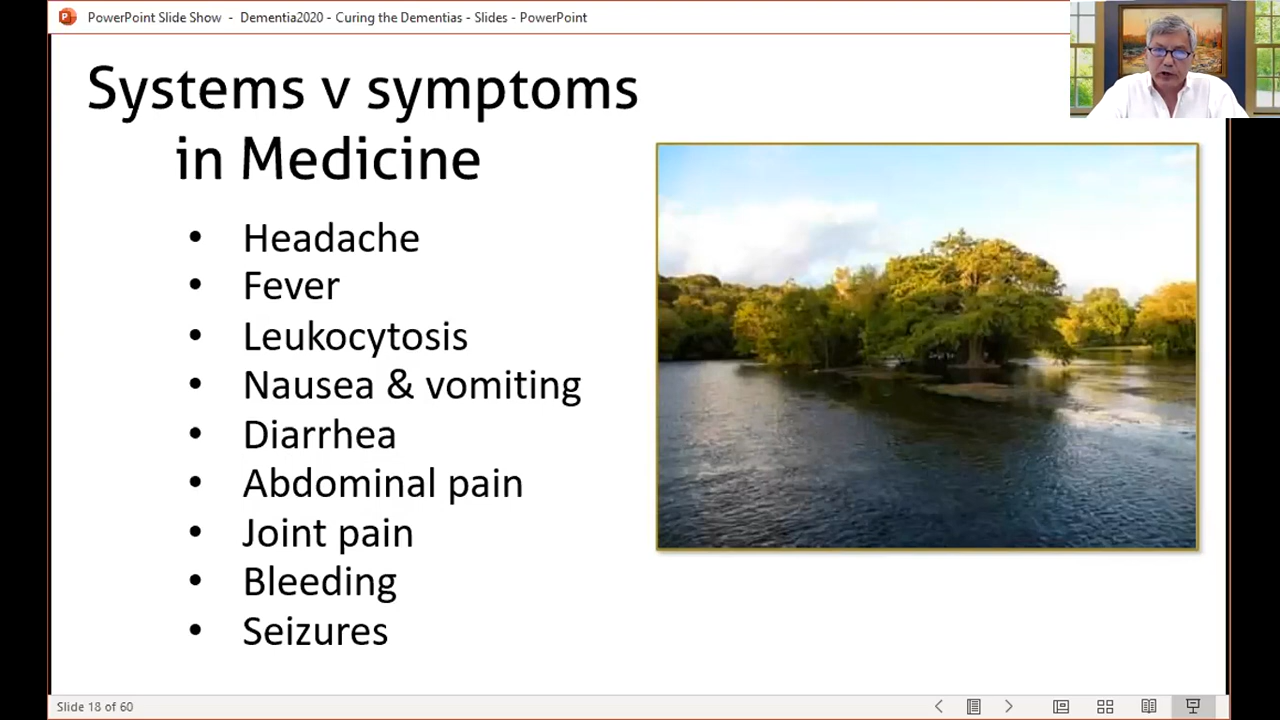 PowerPoint Slide Show - Dementia2020 - Curing the Dementias - Slides - PowerPoint
Systems v symptoms
in Medicine
• Headache
• Fever
• Leukocytosis
• Nausea & vomiting
• Diarrhea
• Abdominal pain
• Joint pain
• Bleeding
• Seizures
Slide 18 of 60